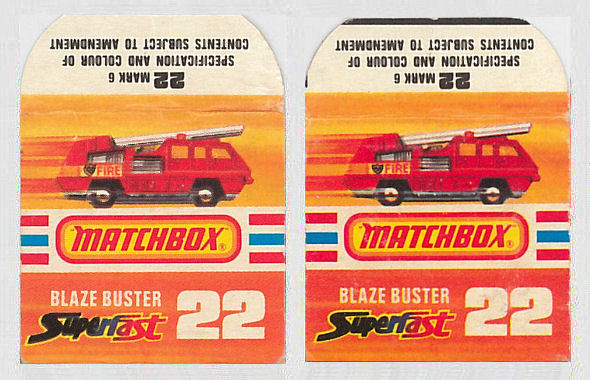 22 MARK 6
SPECIFICATION AND COLOUR OF
CONTENTS SUBJECT TO AMENDMENT
FIRE
MATCHBOX®
BLAZE BUSTER
Superfast 22
22 MARK 6
SPECIFICATION AND COLOUR OF
CONTENTS SUBJECT TO AMENDMENT
FIRE
MATCHBOX®
BLAZE BUSTER
Superfast 22